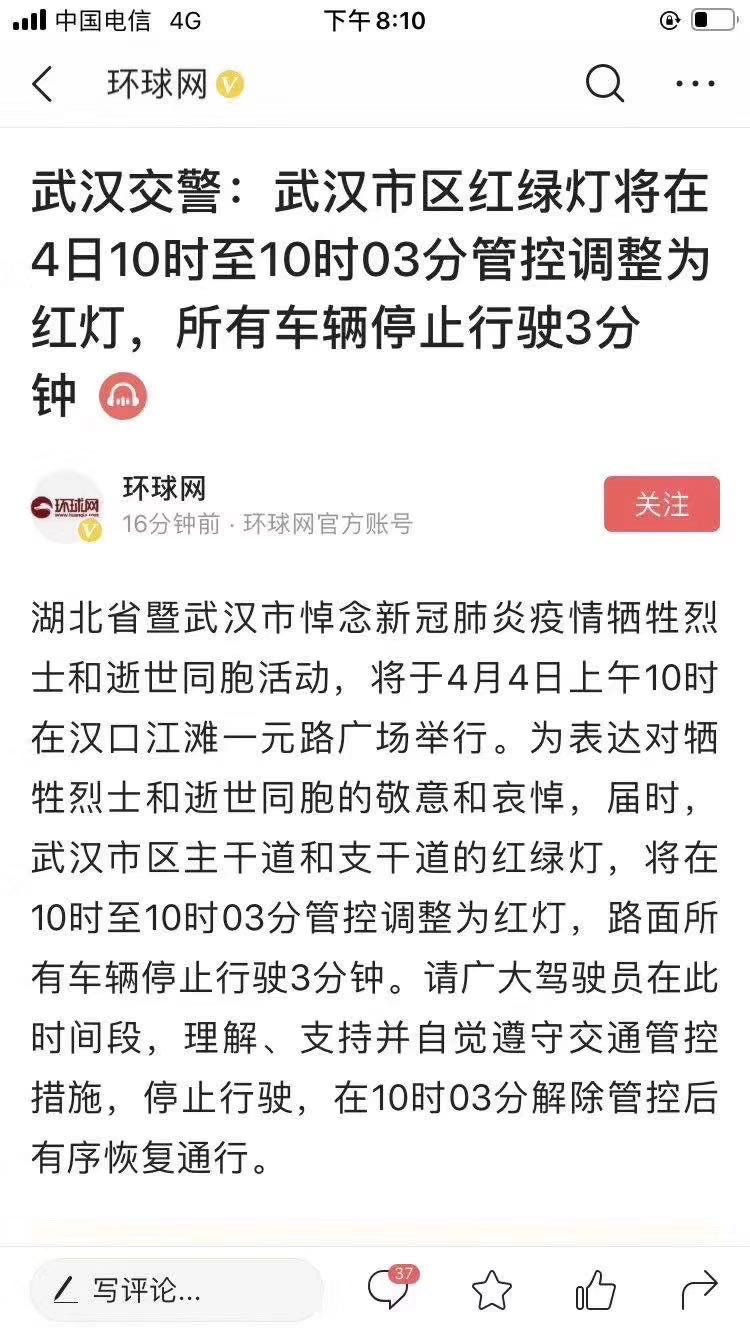 中国电信 4G 下午8:10
环球网 V
武汉交警：武汉市区红绿灯将在
4日10时至10时03分管控调整为
红灯，所有车辆停止行驶3分
钟
环球网
www.huanqiu.com
V
环球网
16分钟前 · 环球网官方账号
关注
湖北省暨武汉市悼念新冠肺炎疫情牺牲烈
士和逝世同胞活动，将于4月4日上午10时
在汉口江滩一元路广场举行。为表达对牺
牲烈士和逝世同胞的敬意和哀悼，届时，
武汉市区主干道和支干道的红绿灯，将在
10时至10时03分管控调整为红灯，路面所
有车辆停止行驶3分钟。请广大驾驶员在此
时间段，理解、支持并自觉遵守交通管控
措施，停止行驶，在10时03分解除管控后
有序恢复通行。
写评论... 37